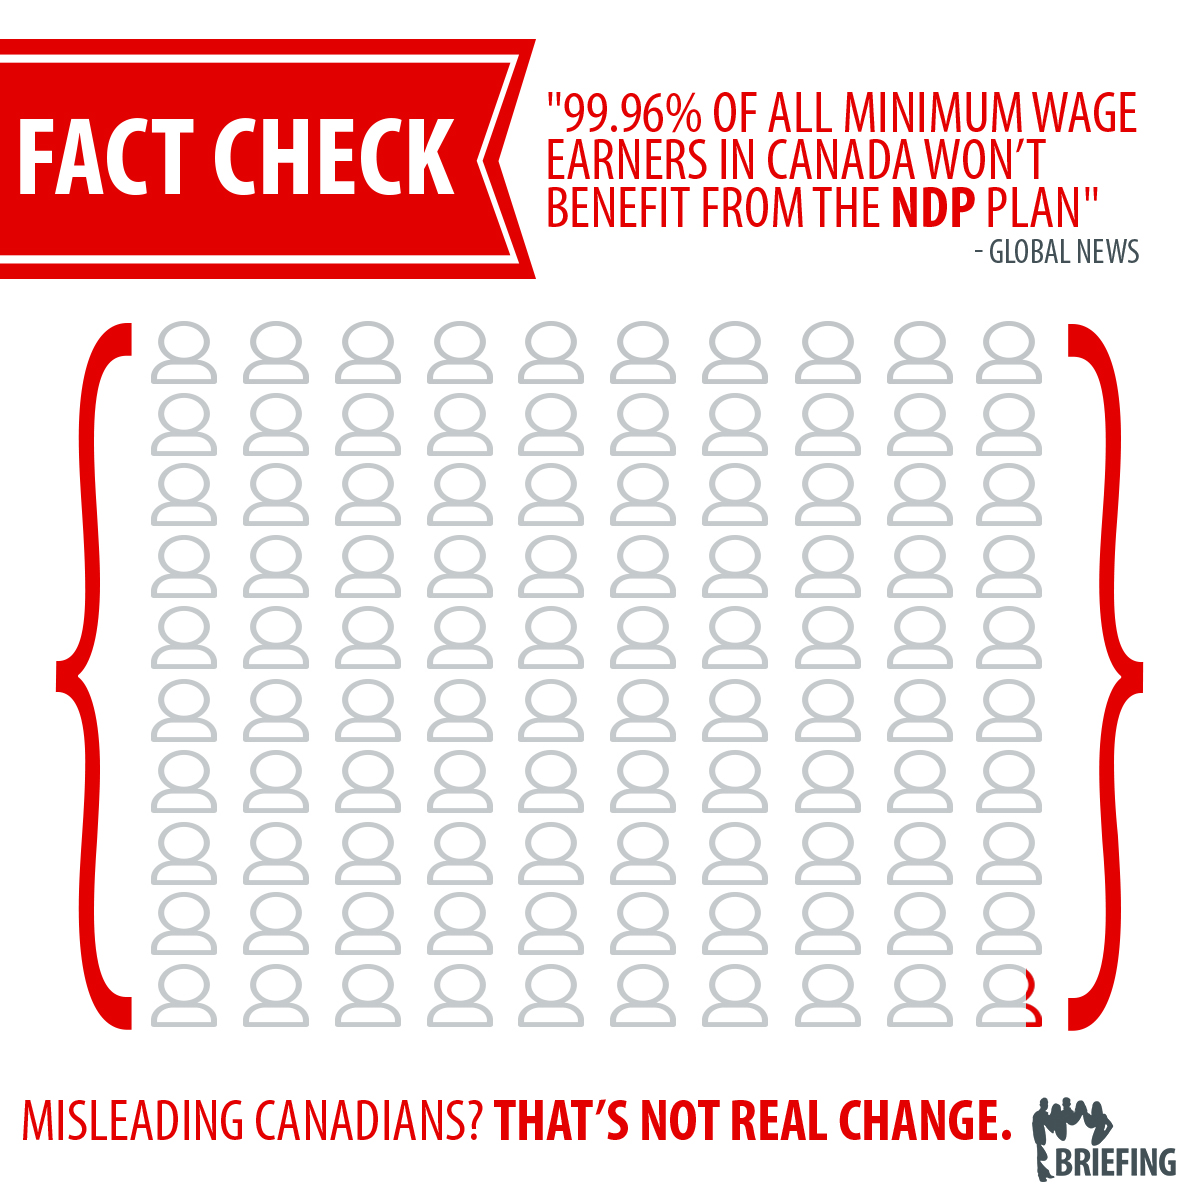 FACT CHECK
"99.96% OF ALL MINIMUM WAGE
EARNERS IN CANADA WON’T
BENEFIT FROM THE NDP PLAN"
- GLOBAL NEWS
MISLEADING CANADIANS? THAT’S NOT REAL CHANGE.
BRIEFING